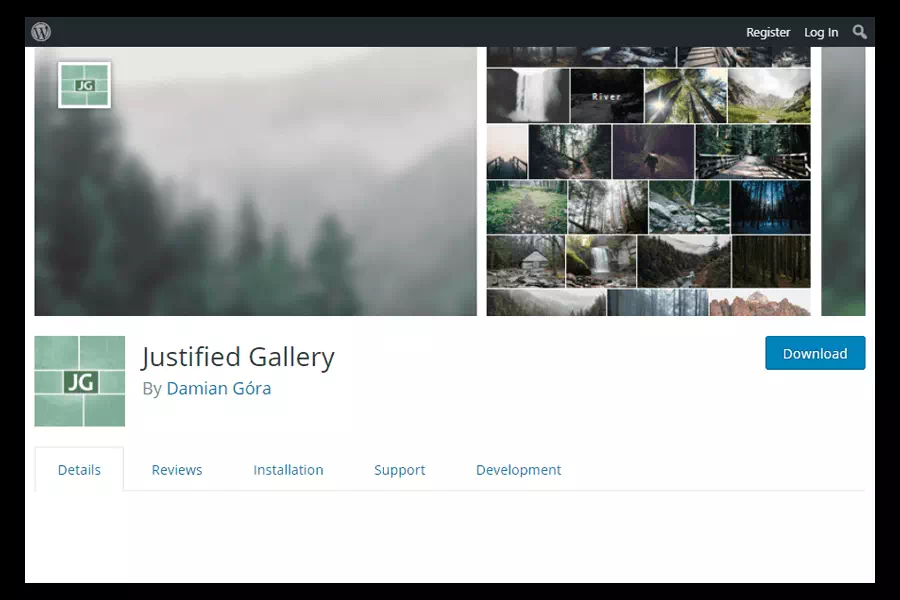 Register Log In
JG
River
JG
Justified Gallery
By Damian Góra
Download
Details Reviews Installation Support Development